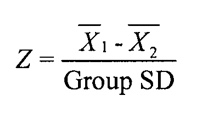 Z = X̅₁ - X̅₂
Group SD